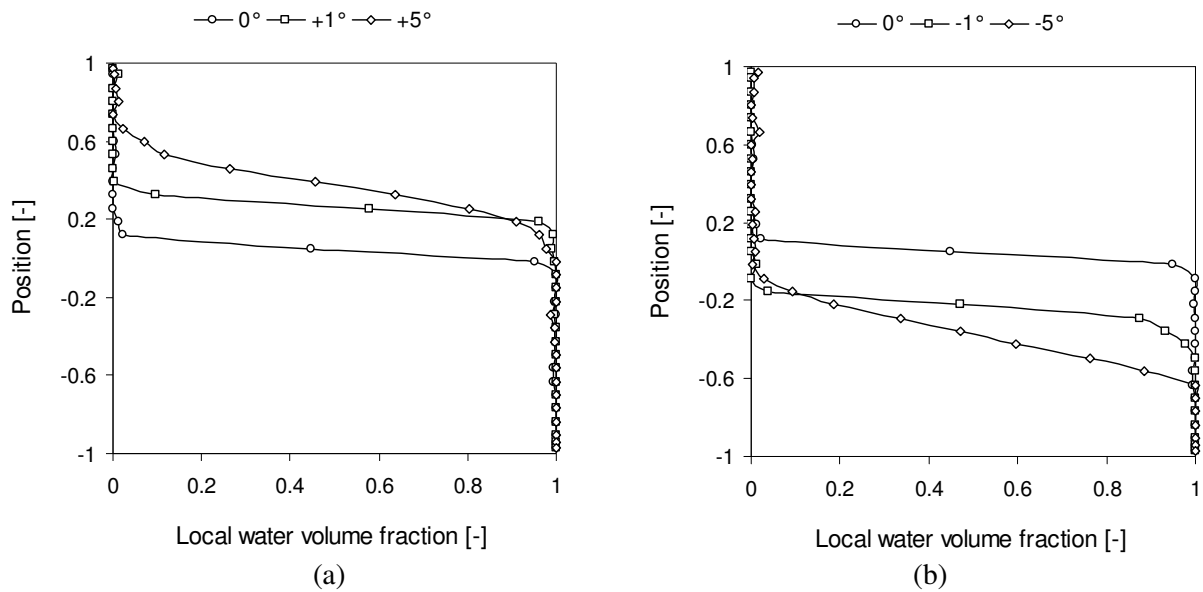 0° +1° +5°
1
0.6
0.2
-0.2
-0.6
-1
Position [-]
0 0.2 0.4 0.6 0.8 1
Local water volume fraction [-]
(a)
0° -1° -5°
1
0.6
0.2
-0.2
-0.6
-1
Position [-]
0 0.2 0.4 0.6 0.8 1
Local water volume fraction [-]
(b)